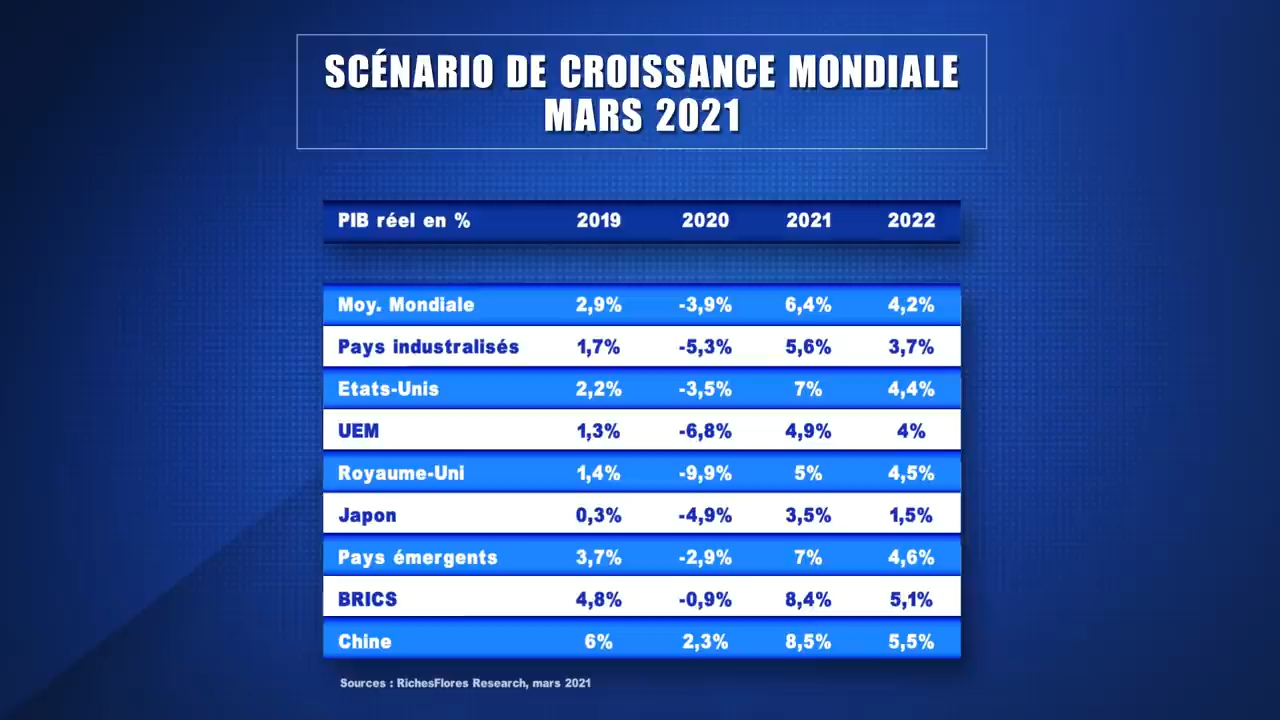 SCÉNARIO DE CROISSANCE MONDIALE
MARS 2021
PIB réel en % 2019 2020 2021 2022
Moy. Mondiale 2,9% -3,9% 6,4% 4,2%
Pays industralisés 1,7% -5,3% 5,6% 3,7%
Etats-Unis 2,2% -3,5% 7% 4,4%
UEM 1,3% -6,8% 4,9% 4%
Royaume-Uni 1,4% -9,9% 5% 4,5%
Japon 0,3% -4,9% 3,5% 1,5%
Pays émergents 3,7% -2,9% 7% 4,6%
BRICS 4,8% -0,9% 8,4% 5,1%
Chine 6% 2,3% 8,5% 5,5%
Sources : RichesFlores Research, mars 2021